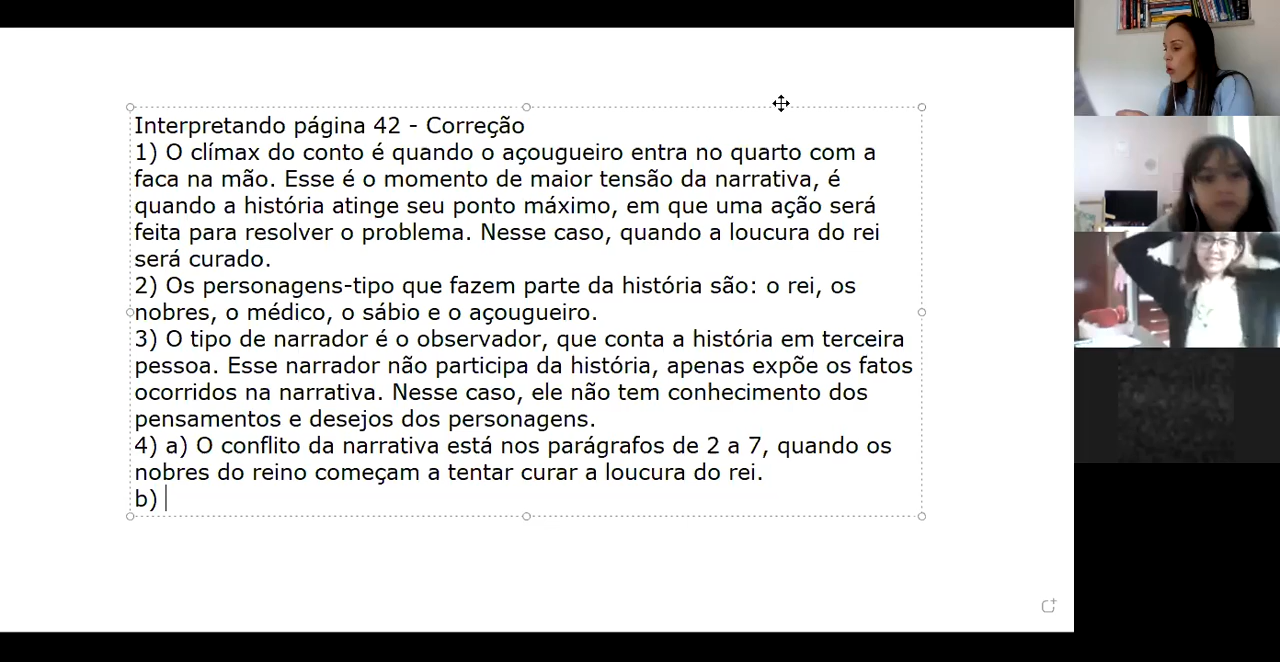 Interpretando página 42 - Correção
1) O clímax do conto é quando o açougueiro entra no quarto com a
faca na mão. Esse é o momento de maior tensão da narrativa, é
quando a história atinge seu ponto máximo, em que uma ação será
feita para resolver o problema. Nesse caso, quando a loucura do rei
será curado.
2) Os personagens-tipo que fazem parte da história são: o rei, os
nobres, o médico, o sábio e o açougueiro.
3) O tipo de narrador é o observador, que conta a história em terceira
pessoa. Esse narrador não participa da história, apenas expõe os fatos
ocorridos na narrativa. Nesse caso, ele não tem conhecimento dos
pensamentos e desejos dos personagens.
4) a) O conflito da narrativa está nos parágrafos de 2 a 7, quando os
nobres do reino começam a tentar curar a loucura do rei.
b)